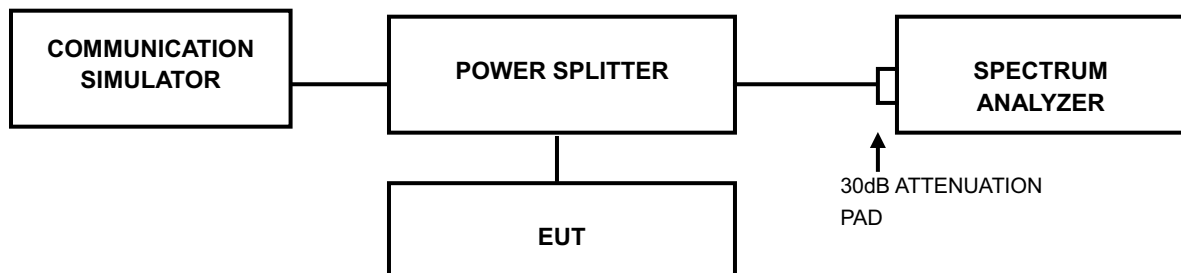 COMMUNICATION
SIMULATOR
POWER SPLITTER
SPECTRUM
ANALYZER
30dB ATTENUATION
PAD
EUT